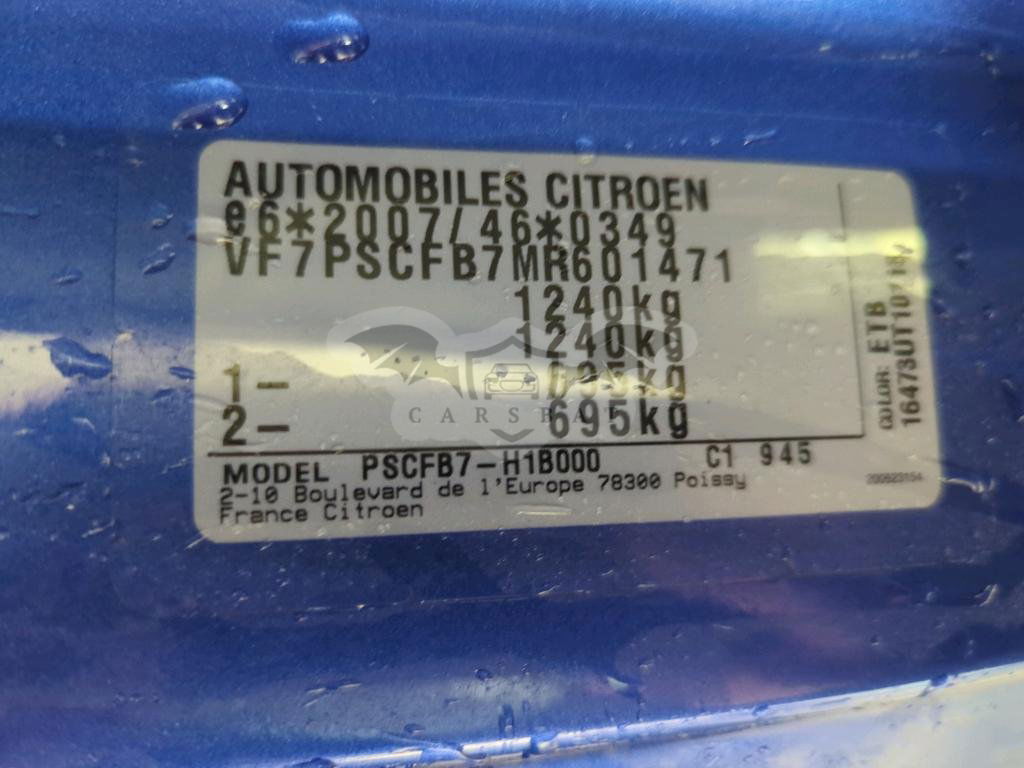 AUTOMOBILES CITROEN
e6*2007/46*0349
VF7PSCFB7MR601471
1240kg
1240kg
1-
2- 695kg
MODEL PSCFB7-H1B000 C1 945
2-10 Boulevard de l'Europe 78300 Poissy
France Citroen
COLOR: ETB
200623154
CARSBAT